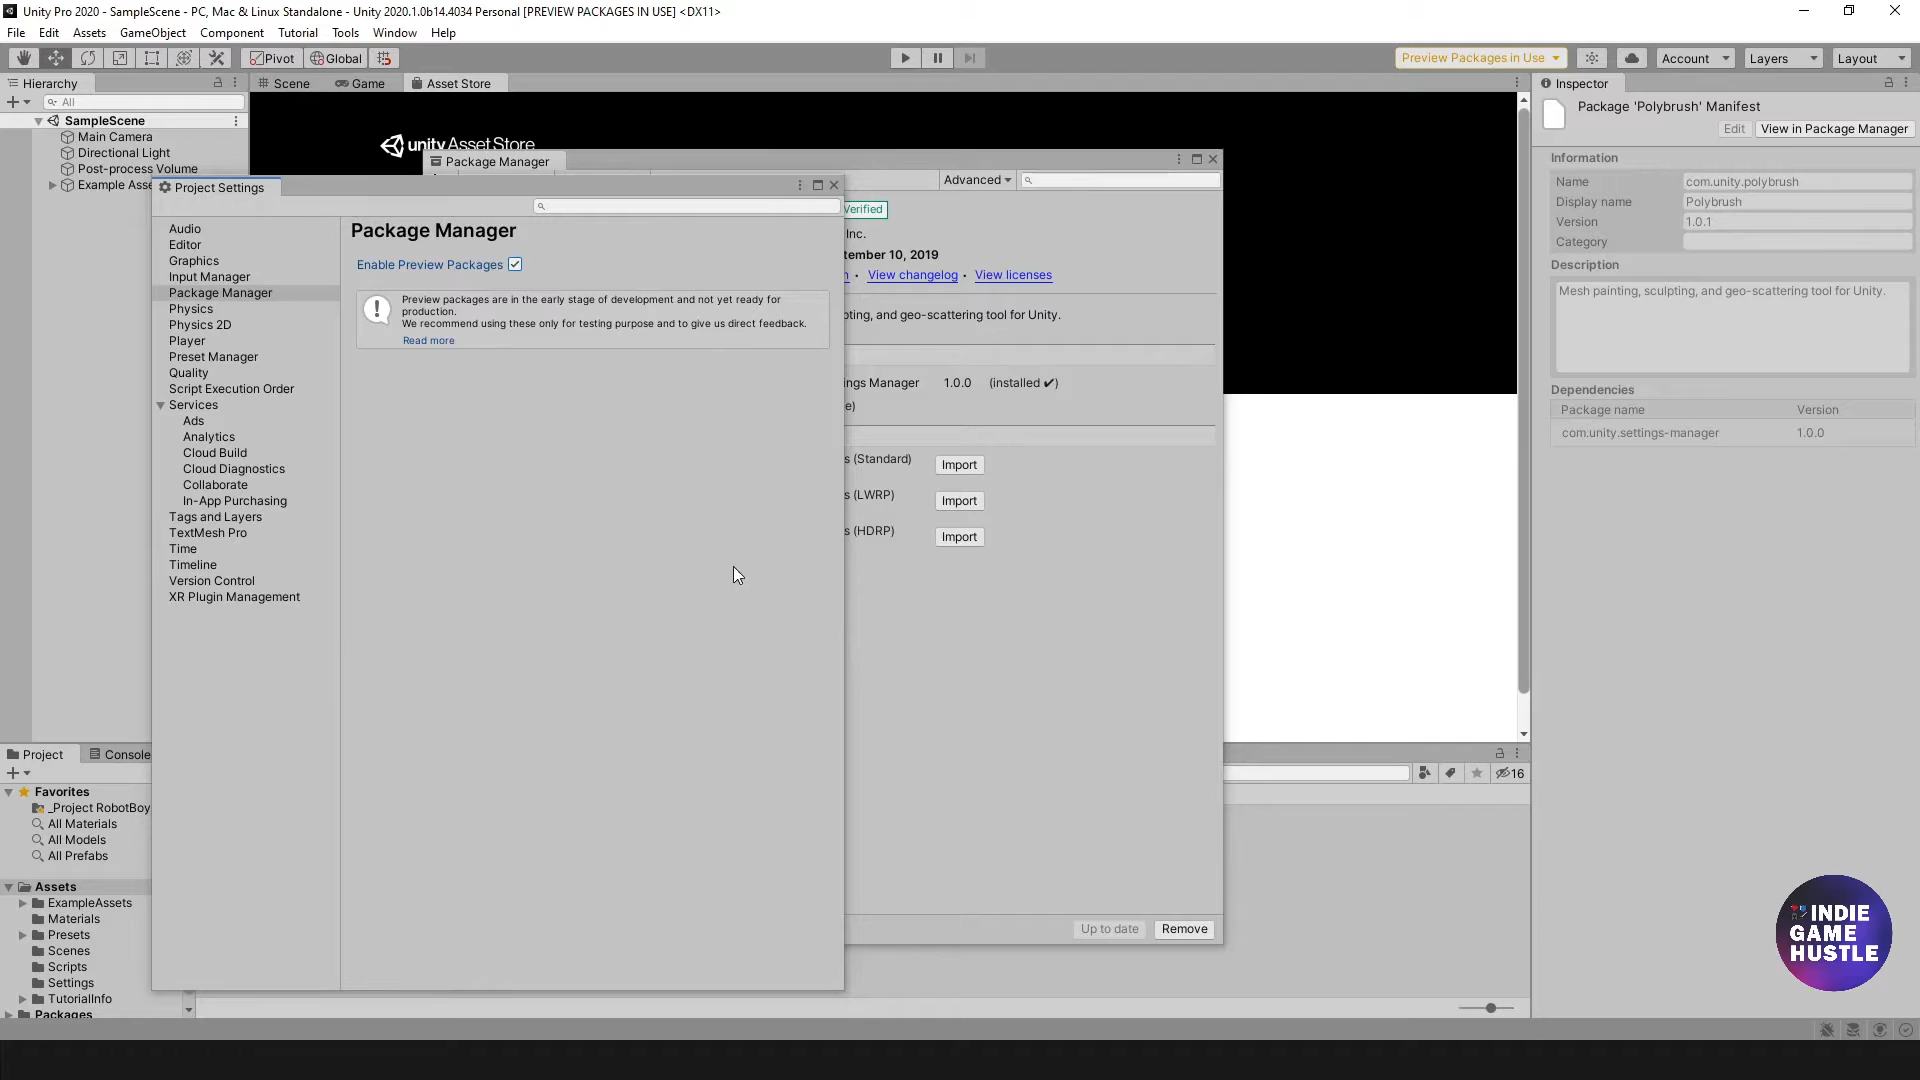 Unity Pro 2020 - SampleScene - PC, Mac & Linux Standalone - Unity 2020.1.0b14.4034 Personal [PREVIEW PACKAGES IN USE] <DX11>
File Edit Assets GameObject Component Tutorial Tools Window Help
Pivot Global
Preview Packages in Use
Account Layers Layout
Hierarchy
All
SampleScene
Main Camera
Directional Light
Post-process Volume
Example Asse
Scene Game Asset Store
unity Asset Store
Package Manager
Advanced
Verified
Inc.
tember 10, 2019
n · View changelog · View licenses
pting, and geo-scattering tool for Unity.
ings Manager 1.0.0 (installed ✔)
e)
s (Standard) Import
s (LWRP) Import
s (HDRP) Import
Up to date Remove
Project Settings
Audio
Editor
Graphics
Input Manager
Package Manager
Physics
Physics 2D
Player
Preset Manager
Quality
Script Execution Order
Services
Ads
Analytics
Cloud Build
Cloud Diagnostics
Collaborate
In-App Purchasing
Tags and Layers
TextMesh Pro
Time
Timeline
Version Control
XR Plugin Management
Package Manager
Enable Preview Packages
Preview packages are in the early stage of development and not yet ready for
production.
We recommend using these only for testing purpose and to give us direct feedback.
Read more
Inspector
Package 'Polybrush' Manifest
Edit View in Package Manager
Information
Name com.unity.polybrush
Display name Polybrush
Version 1.0.1
Category
Description
Mesh painting, sculpting, and geo-scattering tool for Unity.
Dependencies
Package name Version
com.unity.settings-manager 1.0.0
Project Console
16
Favorites
_Project RobotBoy
All Materials
All Models
All Prefabs
Assets
ExampleAssets
Materials
Presets
Scenes
Scripts
Settings
TutorialInfo
Packages
INDIE
GAME
HUSTLE